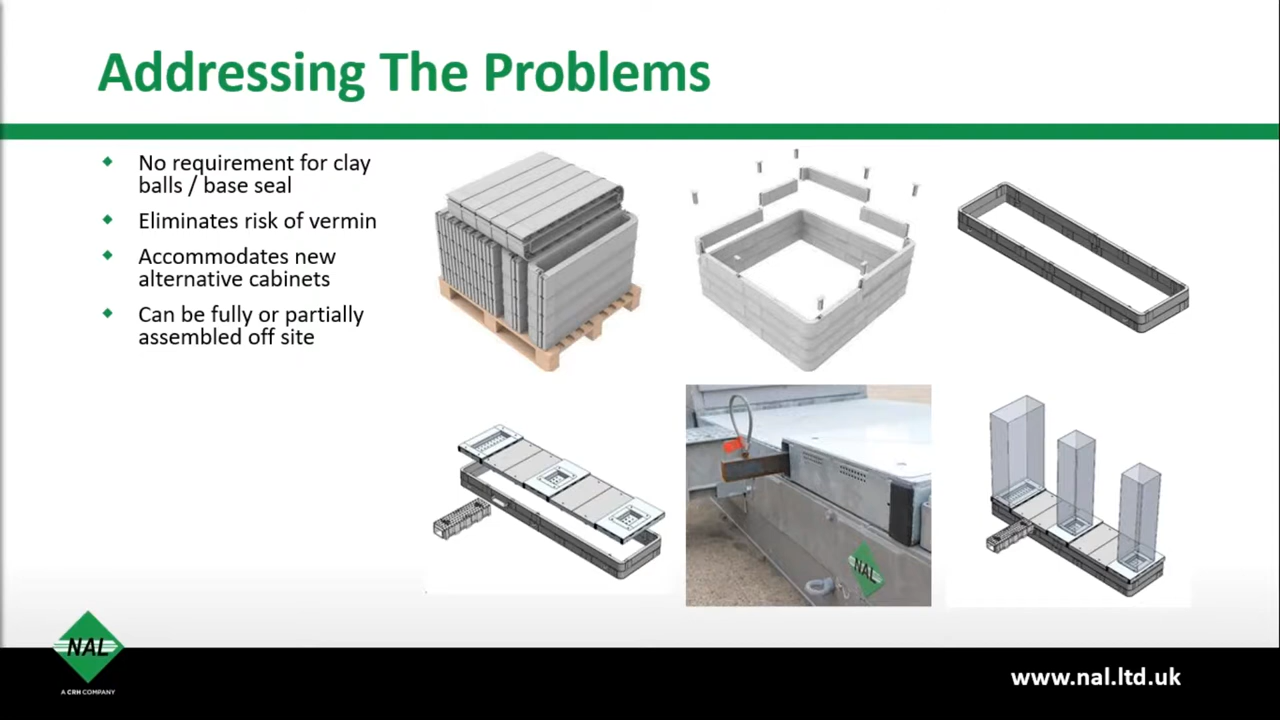 Addressing The Problems
No requirement for clay
balls / base seal
Eliminates risk of vermin
Accommodates new
alternative cabinets
Can be fully or partially
assembled off site
NAL
NAL
A CRH COMPANY
www.nal.ltd.uk